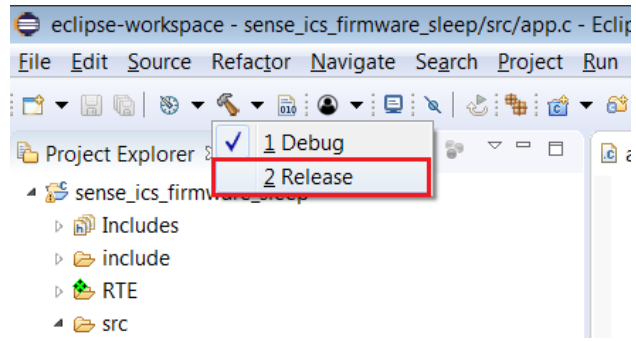 eclipse-workspace - sense_ics_firmware_sleep/src/app.c - Eclip
File Edit Source Refactor Navigate Search Project Run
010
Project Explorer
1 Debug
2 Release
sense_ics_firmware_sleep
Includes
include
RTE
src